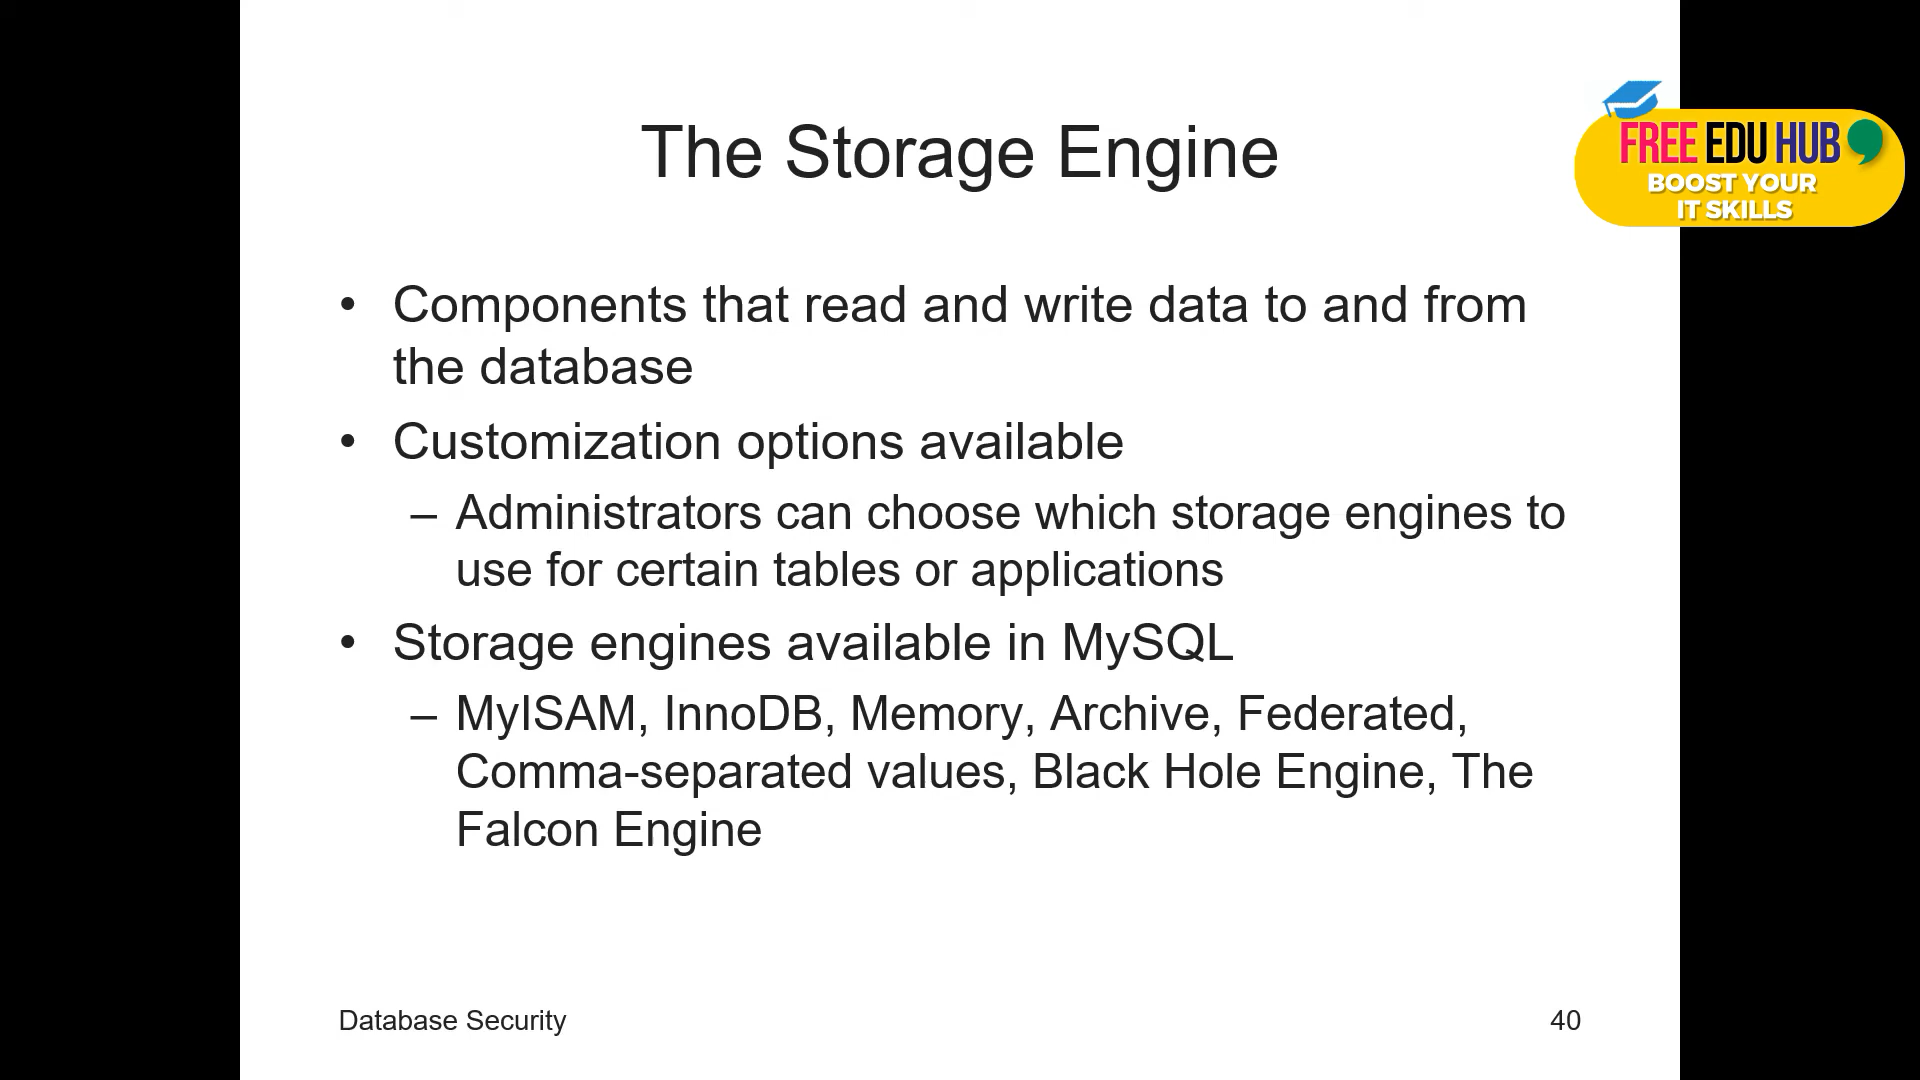 The Storage Engine
FREE EDU HUB
BOOST YOUR
IT SKILLS
• Components that read and write data to and from
the database
• Customization options available
– Administrators can choose which storage engines to
use for certain tables or applications
• Storage engines available in MySQL
– MyISAM, InnoDB, Memory, Archive, Federated,
Comma-separated values, Black Hole Engine, The
Falcon Engine
Database Security
40